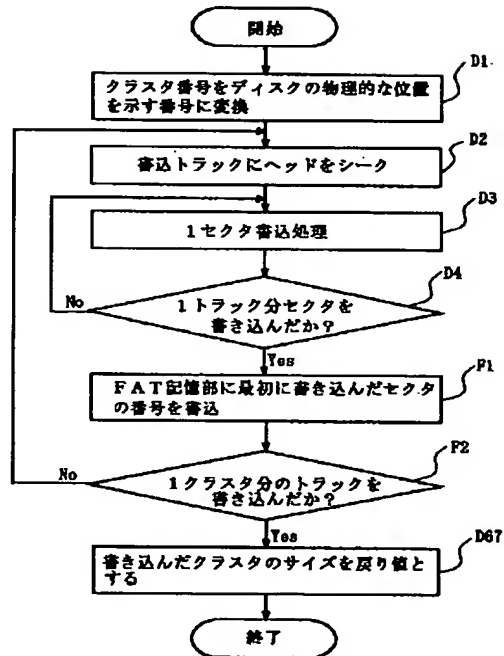 開始
D1
クラスタ番号をディスクの物理的な位置
を示す番号に変換
D2
書込トラックにヘッドをシーク
D3
1セクタ書込処理
D4
No
1トラック分セクタを
書き込んだか?
Yes
F1
FAT記憶部に最初に書き込んだセクタ
の番号を書込
F2
No
1クラスタ分のトラックを
書き込んだか?
Yes
D67
書き込んだクラスタのサイズを戻り値と
する
終了